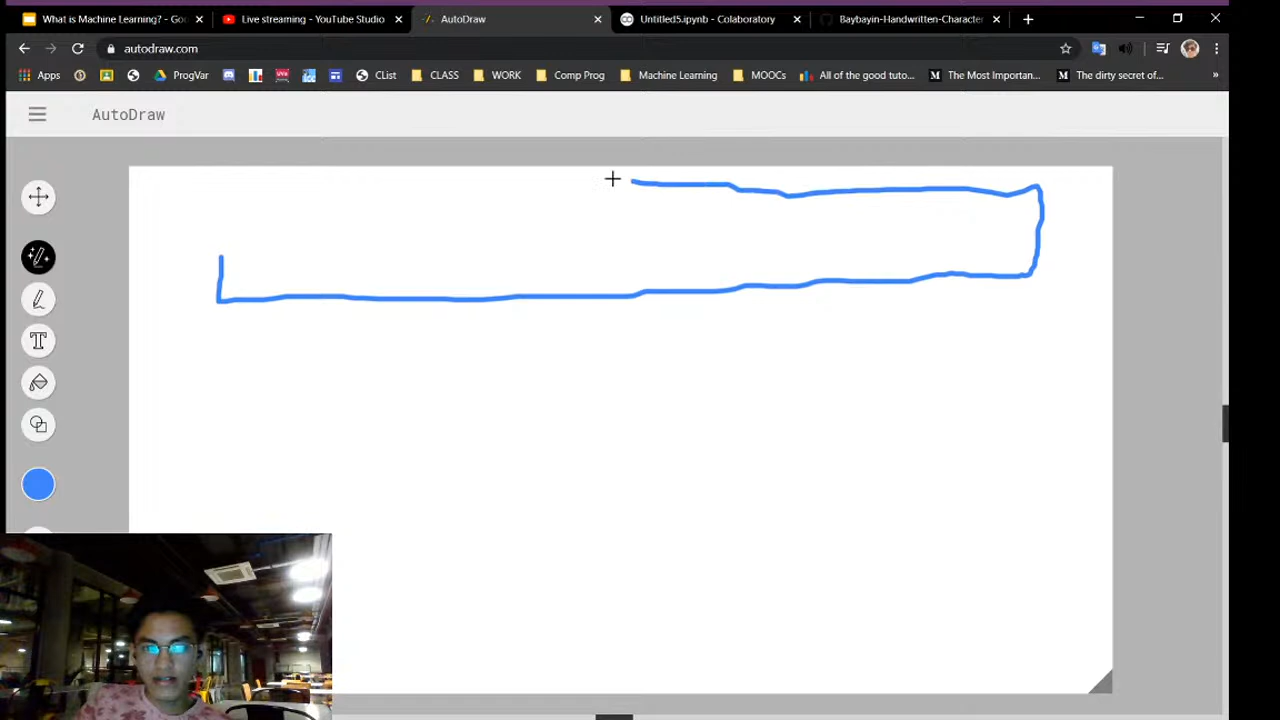 What is Machine Learning? - Goo
Live streaming - YouTube Studio
AutoDraw
Untitled5.ipynb - Colaboratory
Baybayin-Handwritten-Character
autodraw.com
Apps
ProgVar
CList
CLASS
WORK
Comp Prog
Machine Learning
MOOCs
All of the good tuto...
The Most Importan...
The dirty secret of...
AutoDraw